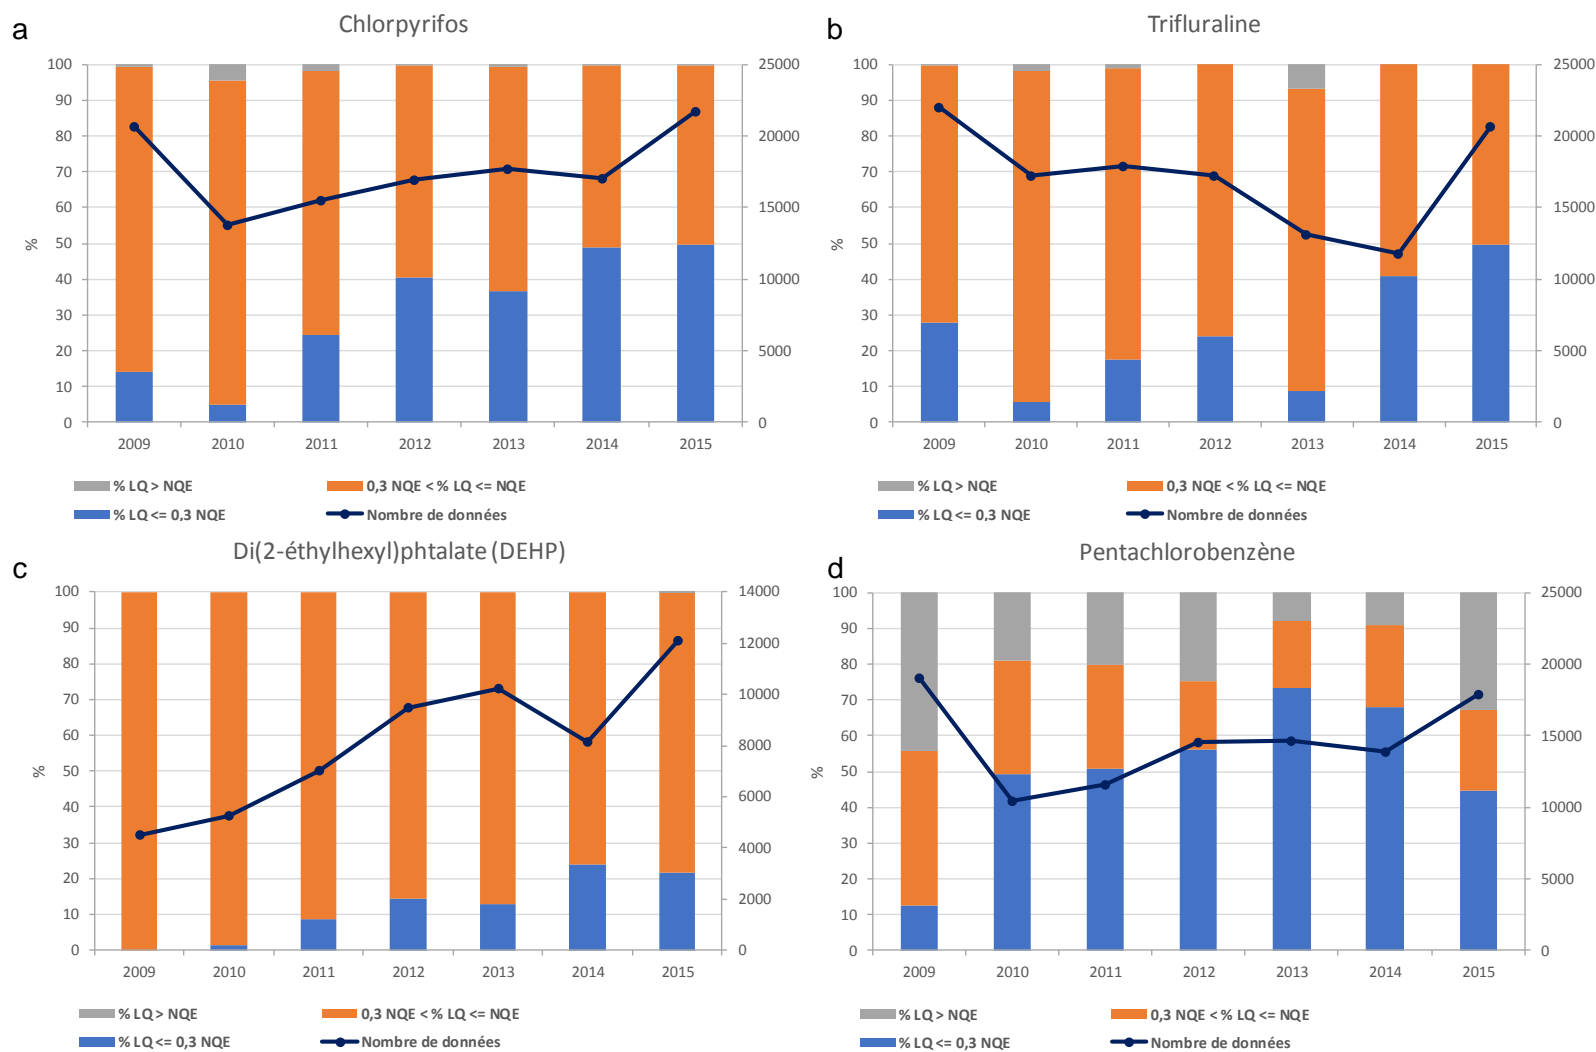 a
Chlorpyrifos
100
90
80
70
60
50
40
30
20
10
0
%
25000
20000
15000
10000
5000
0
2009 2010 2011 2012 2013 2014 2015
% LQ > NQE
0,3 NQE < % LQ <= NQE
% LQ <= 0,3 NQE
Nombre de données
b
Trifluraline
100
90
80
70
60
50
40
30
20
10
0
%
25000
20000
15000
10000
5000
0
2009 2010 2011 2012 2013 2014 2015
% LQ > NQE
0,3 NQE < % LQ <= NQE
% LQ <= 0,3 NQE
Nombre de données
c
Di(2-éthylhexyl)phtalate (DEHP)
100
90
80
70
60
50
40
30
20
10
0
%
14000
12000
10000
8000
6000
4000
2000
0
2009 2010 2011 2012 2013 2014 2015
% LQ > NQE
0,3 NQE < % LQ <= NQE
% LQ <= 0,3 NQE
Nombre de données
d
Pentachlorobenzène
100
90
80
70
60
50
40
30
20
10
0
%
25000
20000
15000
10000
5000
0
2009 2010 2011 2012 2013 2014 2015
% LQ > NQE
0,3 NQE < % LQ <= NQE
% LQ <= 0,3 NQE
Nombre de données